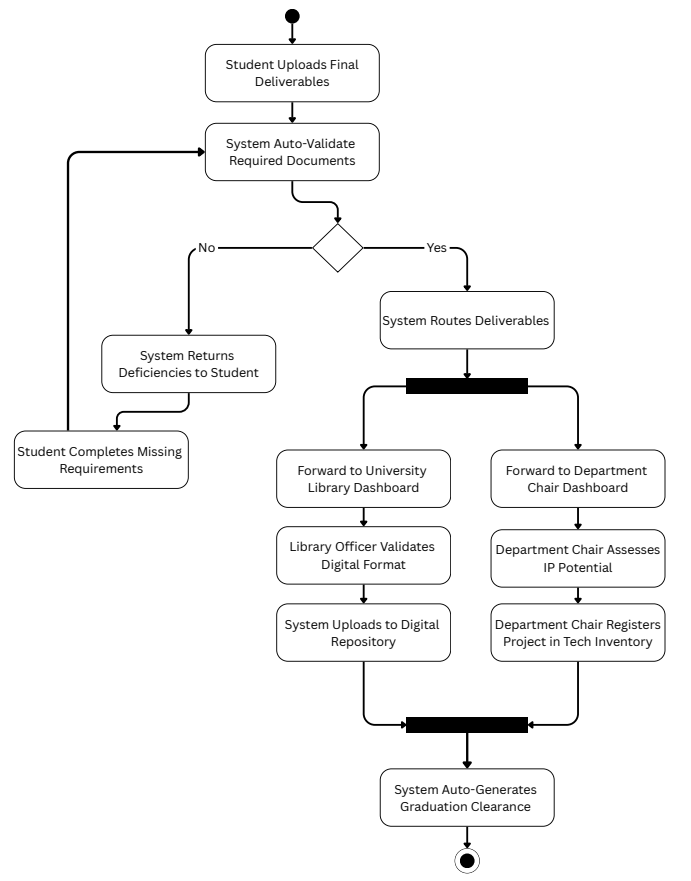 Student Uploads Final
Deliverables
System Auto-Validate
Required Documents
No
Yes
System Routes Deliverables
System Returns
Deficiencies to Student
Student Completes Missing
Requirements
Forward to University
Library Dashboard
Forward to Department
Chair Dashboard
Library Officer Validates
Digital Format
Department Chair Assesses
IP Potential
System Uploads to Digital
Repository
Department Chair Registers
Project in Tech Inventory
System Auto-Generates
Graduation Clearance